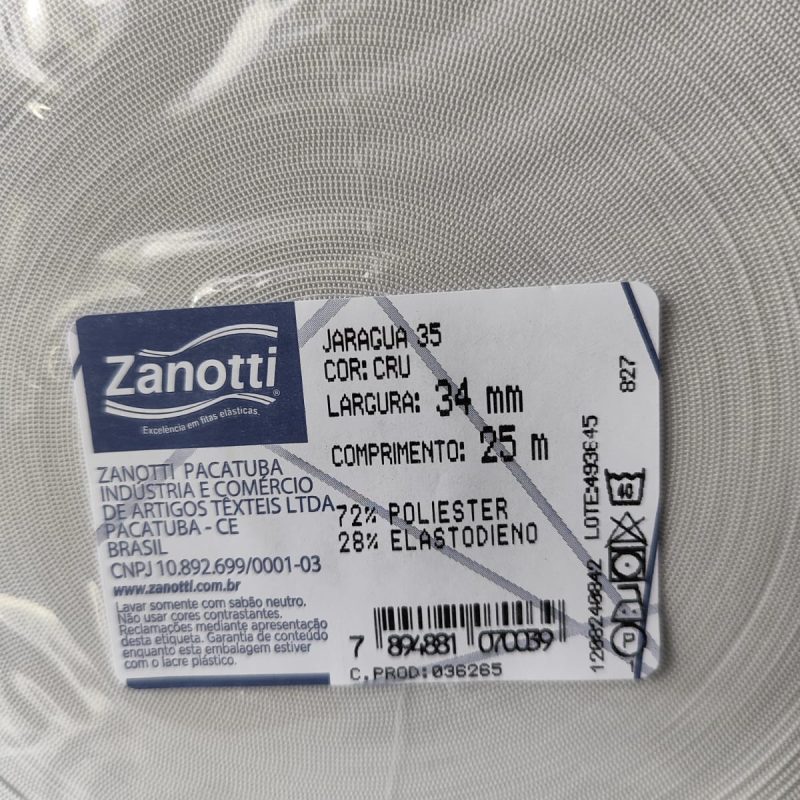 Zanotti®
Excelência em fitas elásticas.
ZANOTTI PACATUBA
INDÚSTRIA E COMÉRCIO
DE ARTIGOS TÊXTEIS LTDA
PACATUBA - CE
BRASIL
CNPJ 10.892.699/0001-03
www.zanotti.com.br
Lavar somente com sabão neutro.
Não usar cores contrastantes.
Reclamações mediante apresentação
desta etiqueta. Garantia de conteúdo
enquanto esta embalagem estiver
com o lacre plástico.
JARAGUA 35
COR: CRU
LARGURA: 34 mm
COMPRIMENTO: 25 m
72% POLIESTER
28% ELASTODIENO
7 894881 070039
C.PROD:036265
827
LOTE:493645
40
P
1